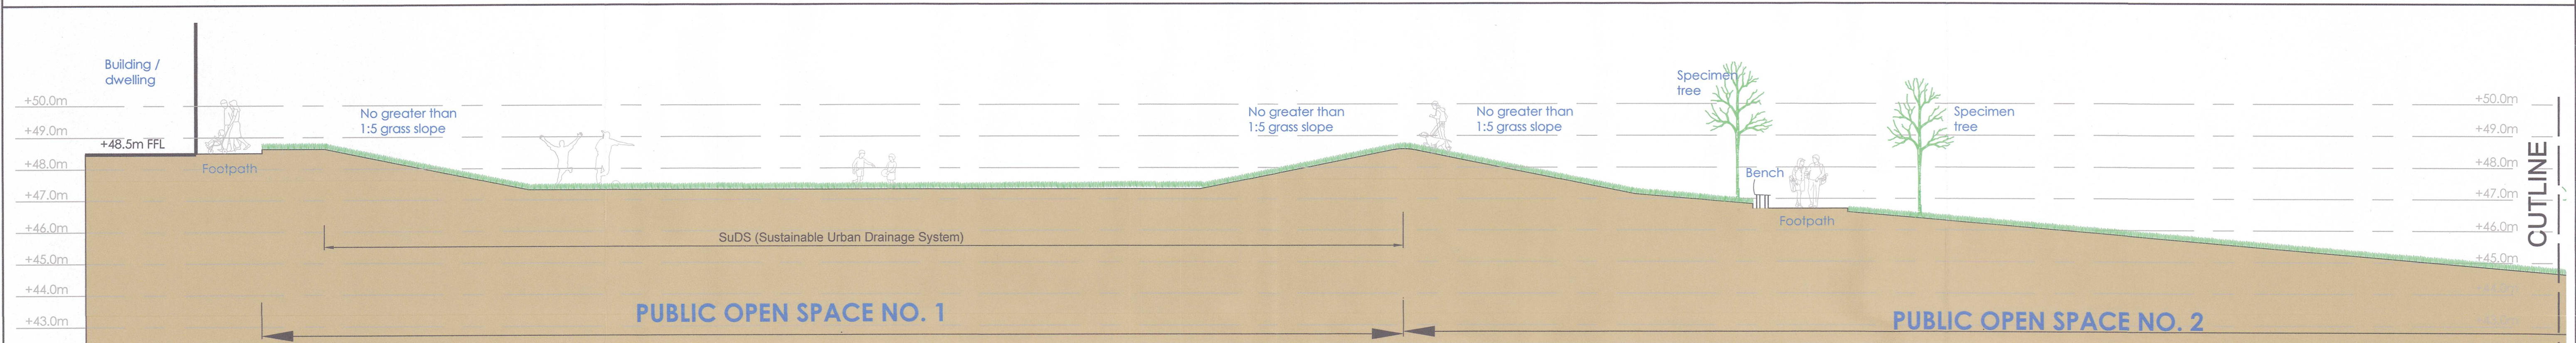 Building /
dwelling
+50.0m
+49.0m
+48.5m FFL
+48.0m
+47.0m
+46.0m
+45.0m
+44.0m
+43.0m
Footpath
No greater than
1:5 grass slope
No greater than
1:5 grass slope
No greater than
1:5 grass slope
Specimen
tree
Specimen
tree
Bench
Footpath
SuDS (Sustainable Urban Drainage System)
PUBLIC OPEN SPACE NO. 1
PUBLIC OPEN SPACE NO. 2
+50.0m
+49.0m
+48.0m
+47.0m
+46.0m
+45.0m
CUTLINE